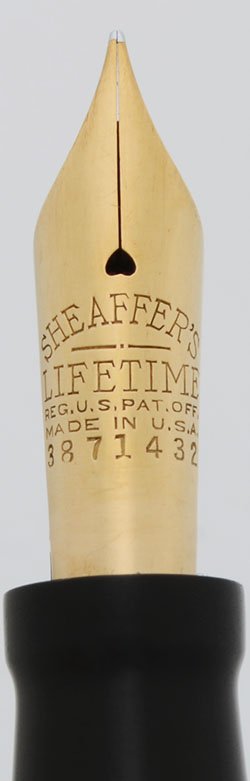 SHEAFFER'S
LIFETIME
REG.U.S.PAT.OFF.
MADE IN U.S.A.
3871432